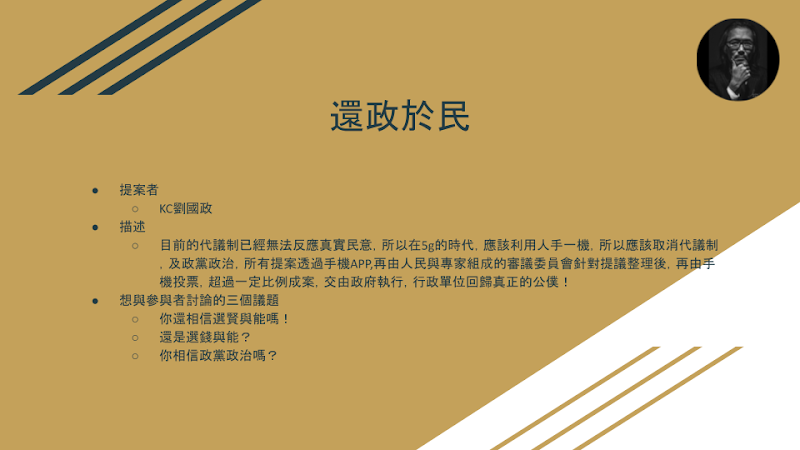 還政於民
● 提案者
○ KC劉國政
● 描述
○ 目前的代議制已經無法反應真實民意, 所以在5g的時代, 應該利用人手一機, 所以應該取消代議制
, 及政黨政治, 所有提案透過手機APP,再由人民與專家組成的審議委員會針對提議整理後, 再由手
機投票, 超過一定比例成案, 交由政府執行, 行政單位回歸真正的公僕！
● 想與參與者討論的三個議題
○ 你還相信選賢與能嗎！
○ 還是選錢與能？
○ 你相信政黨政治嗎？